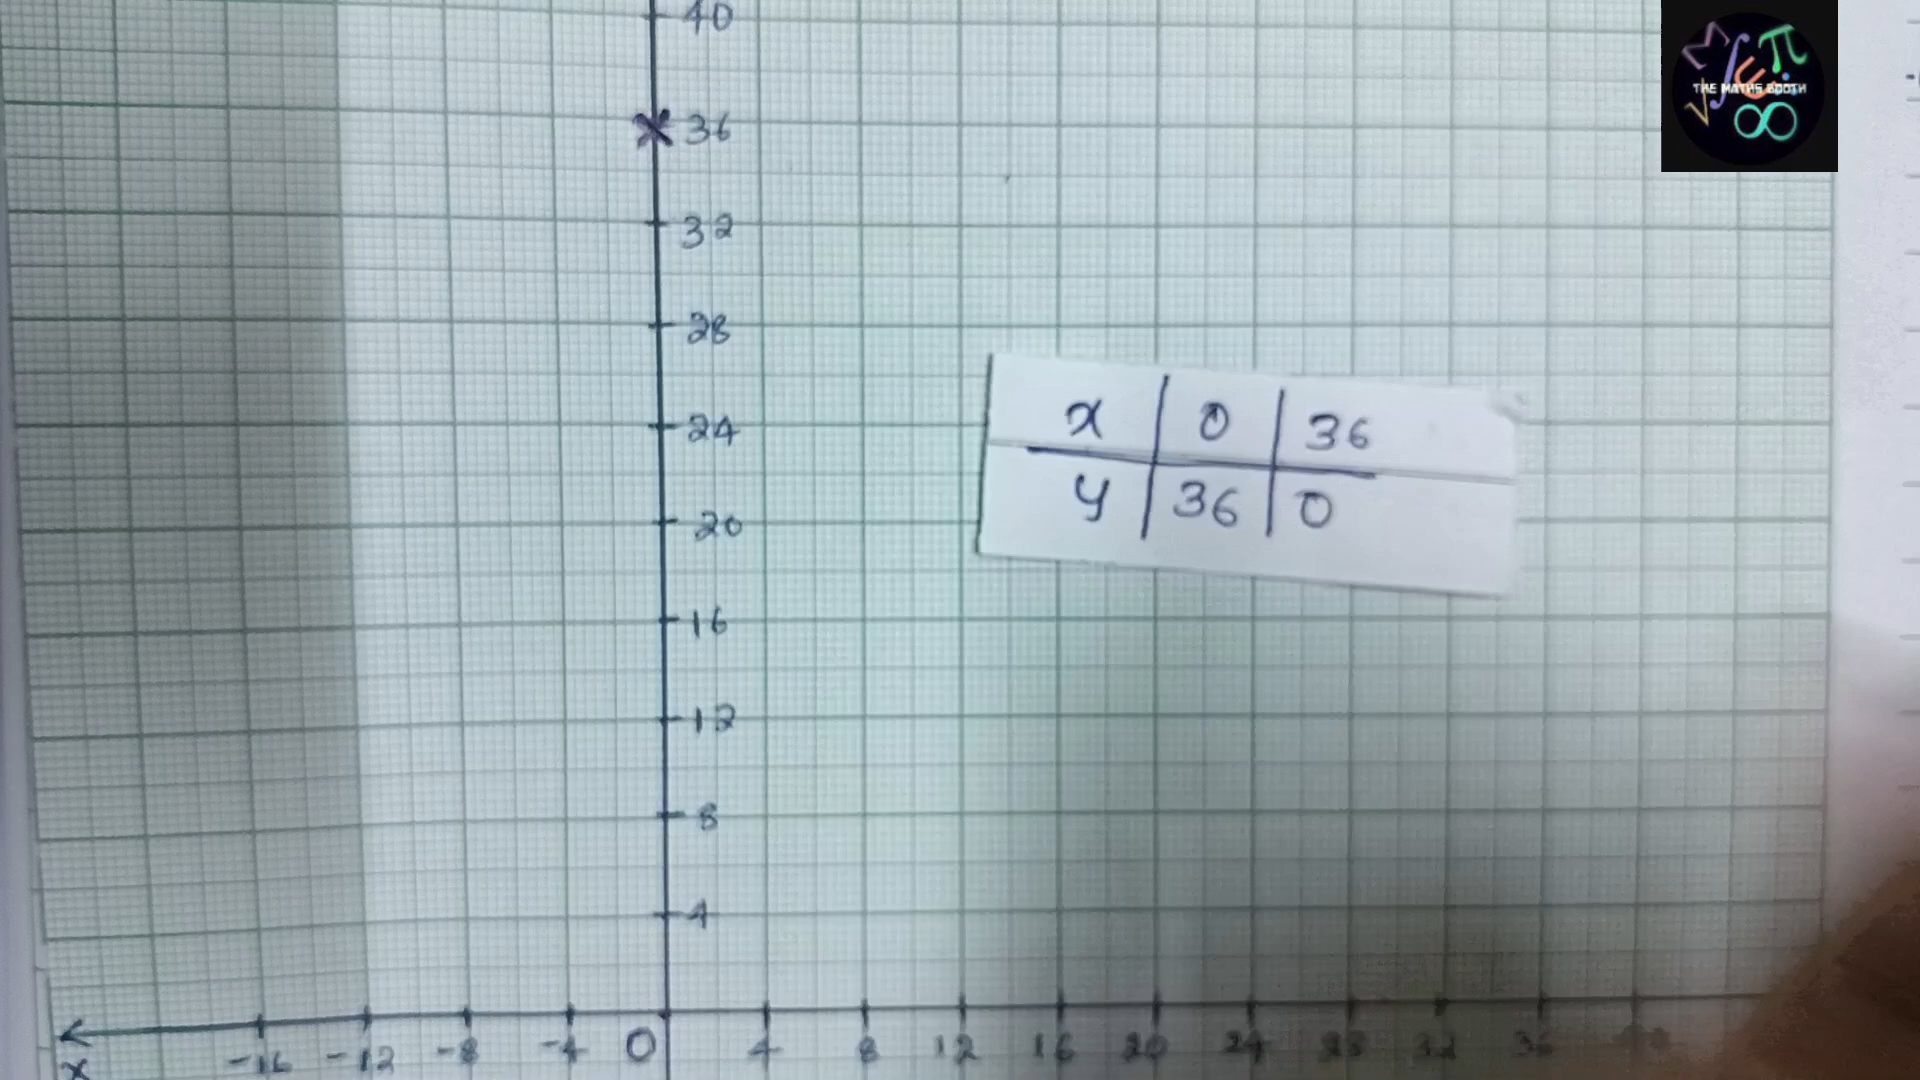 40
THE MATHS BOOTH
36
32
28
x 0 36
24
y 36 0
20
16
12
8
4
-16 -12 -8 -4 0 4 8 12 16 20 24 28 32 36
x